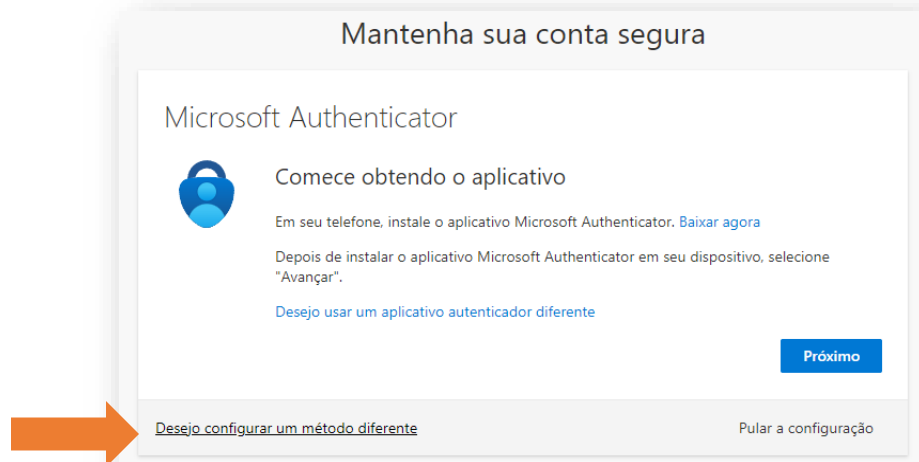 Mantenha sua conta segura
Microsoft Authenticator
Comece obtendo o aplicativo
Em seu telefone, instale o aplicativo Microsoft Authenticator. Baixar agora
Depois de instalar o aplicativo Microsoft Authenticator em seu dispositivo, selecione
"Avançar".
Desejo usar um aplicativo autenticador diferente
Próximo
Desejo configurar um método diferente
Pular a configuração